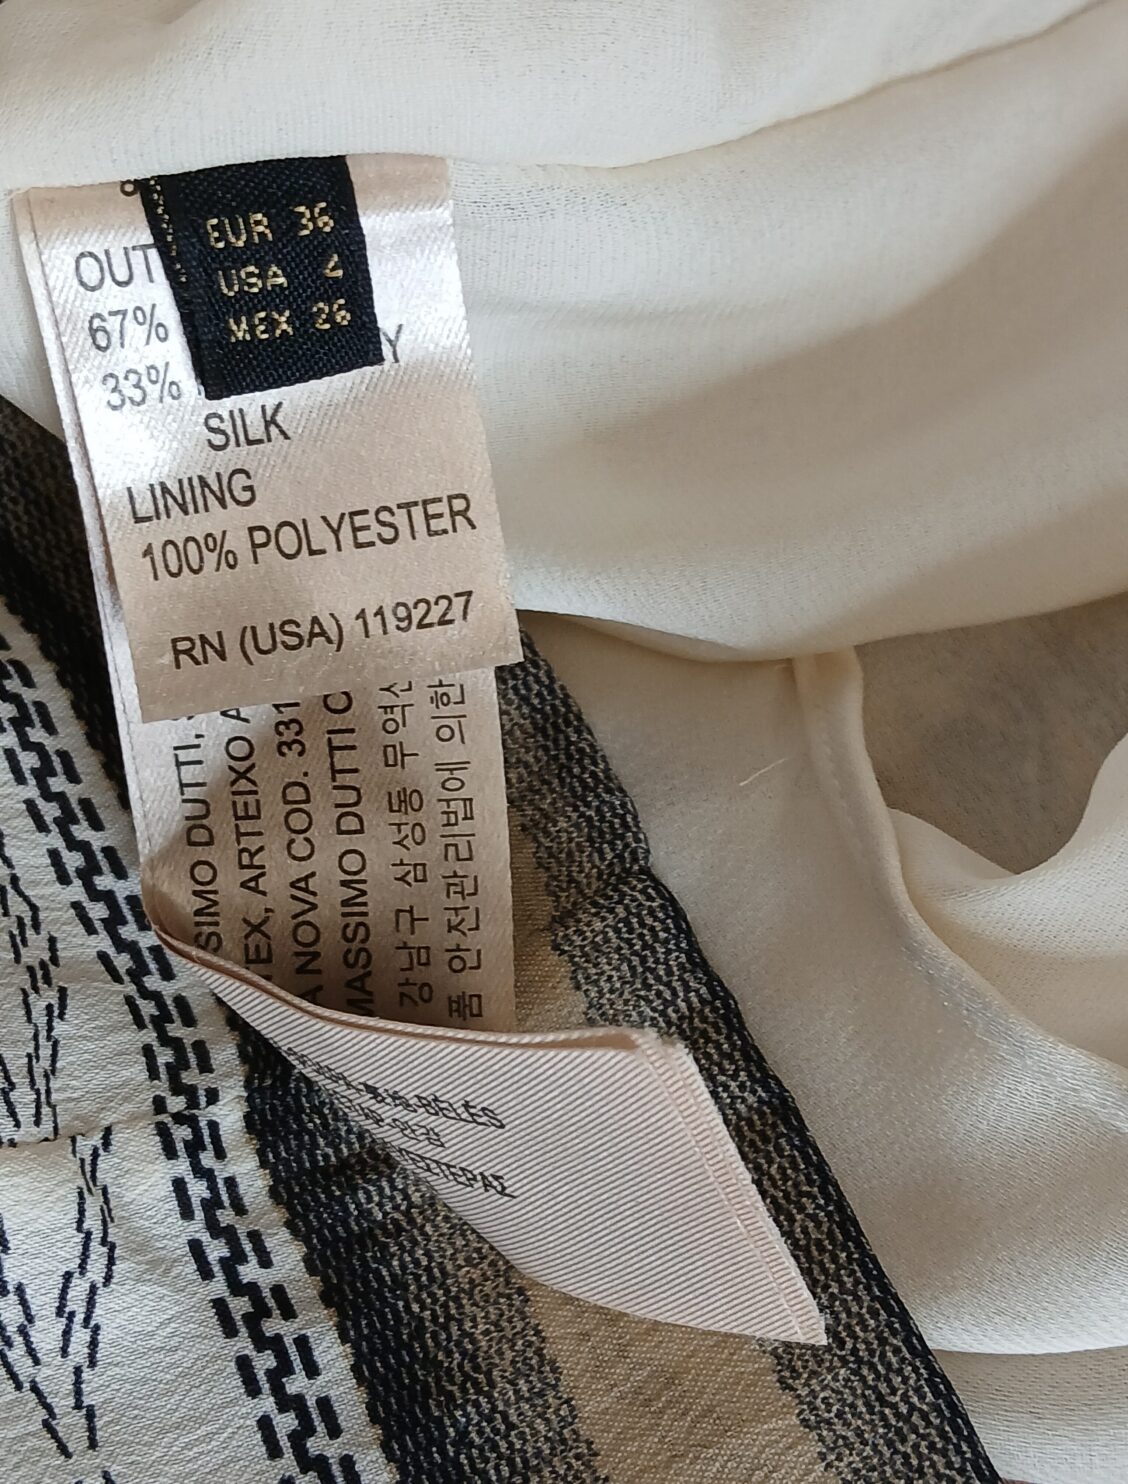 EUR 36
USA 4
MEX 26
OUT
67%
33% Y
SILK
LINING
100% POLYESTER
RN (USA) 119227
SIMO DUTTI,
TEX, ARTEIXO A
A NOVA COD. 331
MASSIMO DUTTI C
강남구 삼성동 무역
품 안전관리법에 의한